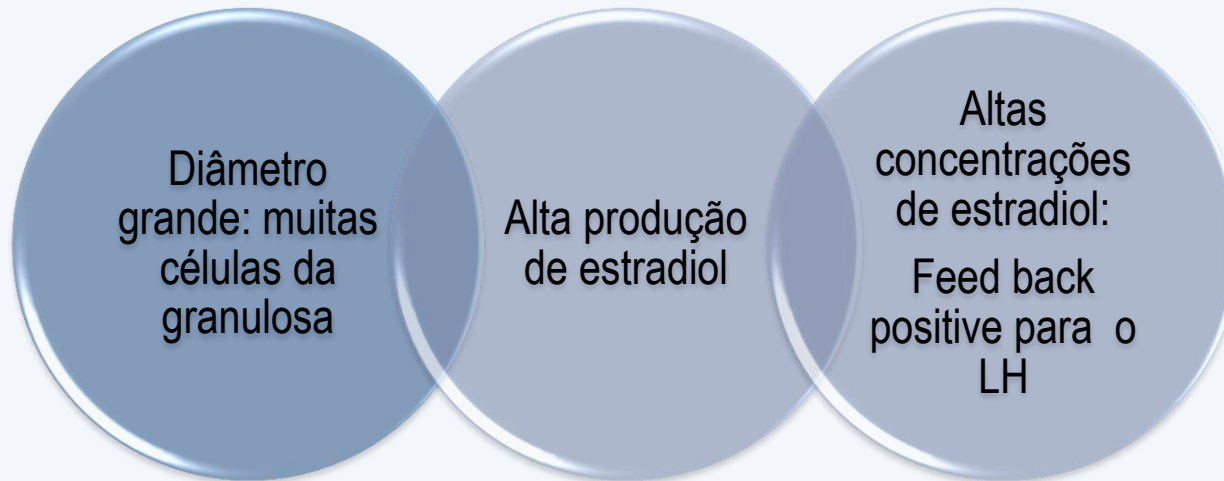 Diâmetro
grande: muitas
células da
granulosa
Alta produção
de estradiol
Altas
concentrações
de estradiol:
Feed back
positive para o
LH